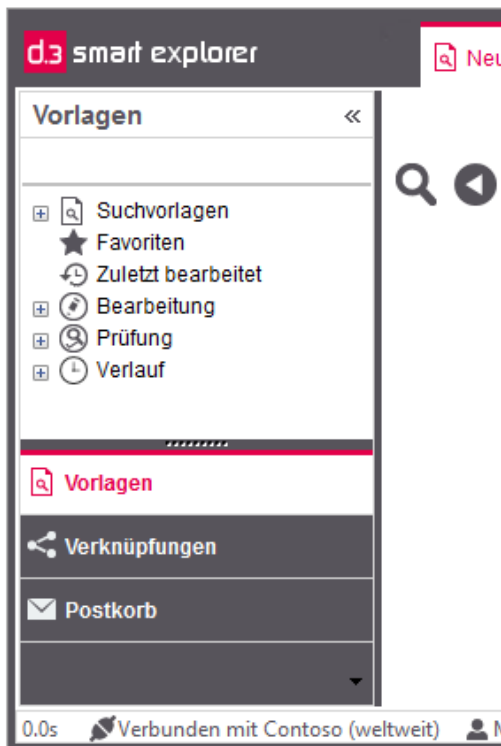 d.3 smart explorer
Neu
Vorlagen
Suchvorlagen
Favoriten
Zuletzt bearbeitet
Bearbeitung
Prüfung
Verlauf
Vorlagen
Verknüpfungen
Postkorb
0.0s Verbunden mit Contoso (weltweit)